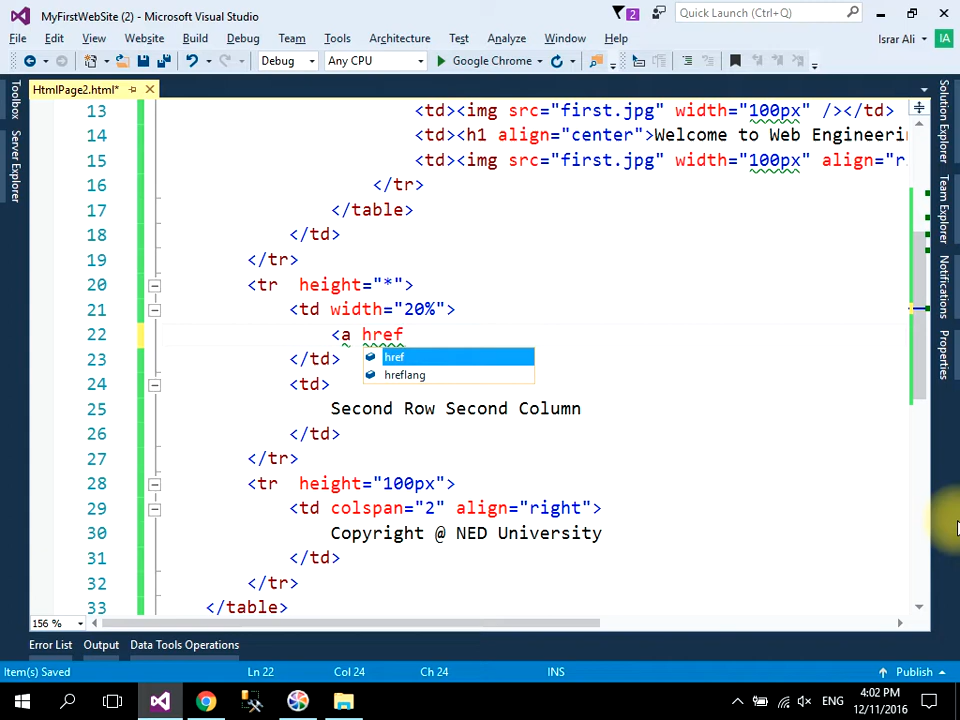 MyFirstWebSite (2) - Microsoft Visual Studio
2
Quick Launch (Ctrl+Q)
File Edit View Website Build Debug Team Tools Architecture Test Analyze Window Help
Israr Ali IA
Debug Any CPU Google Chrome
HtmlPage2.html*
Toolbox
Server Explorer
Solution Explorer
Team Explorer
Notifications
Properties
13 <td><img src="first.jpg" width="100px" /></td>
14 <td><h1 align="center">Welcome to Web Engineerin
15 <td><img src="first.jpg" width="100px" align="r
16 </tr>
17 </table>
18 </td>
19 </tr>
20 <tr height="*">
21 <td width="20%">
22 <a href
href
hreflang
23 </td>
24 <td>
25 Second Row Second Column
26 </td>
27 </tr>
28 <tr height="100px">
29 <td colspan="2" align="right">
30 Copyright @ NED University
31 </td>
32 </tr>
33 </table>
156 %
Error List Output Data Tools Operations
Item(s) Saved Ln 22 Col 24 Ch 24 INS Publish
ENG
4:02 PM
12/11/2016